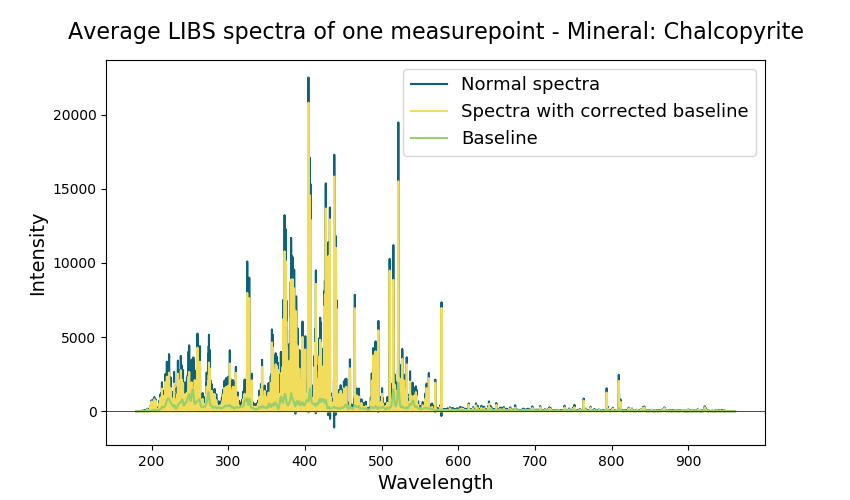 Average LIBS spectra of one measurepoint - Mineral: Chalcopyrite
Normal spectra
Spectra with corrected baseline
Baseline
Intensity
20000
15000
10000
5000
0
200 300 400 500 600 700 800 900
Wavelength